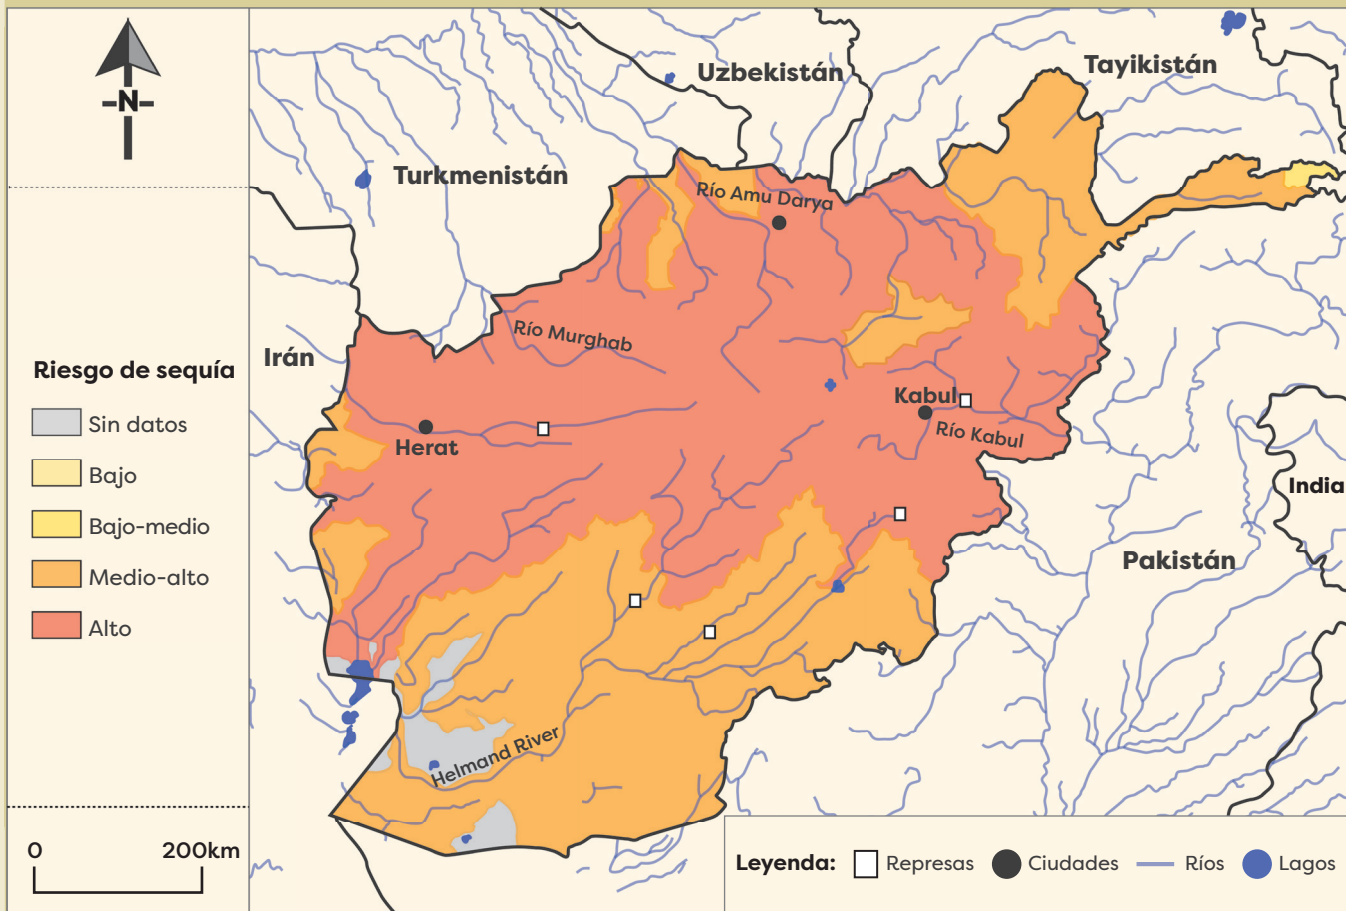 N
Uzbekistán
Tayikistán
Turkmenistán
Río Amu Darya
Irán
Río Murghab
Kabul
Río Kabul
Herat
India
Pakistán
Helmand River
Riesgo de sequía
Sin datos
Bajo
Bajo-medio
Medio-alto
Alto
0 200km
Leyenda: Represas Ciudades Ríos Lagos